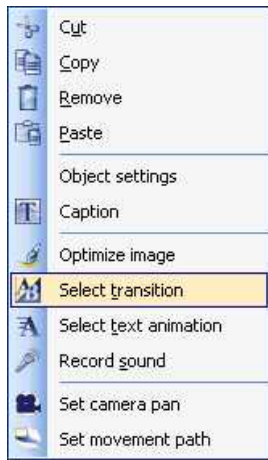 Cut
Copy
Remove
Paste
Object settings
Caption
Optimize image
Select transition
Select text animation
Record sound
Set camera pan
Set movement path